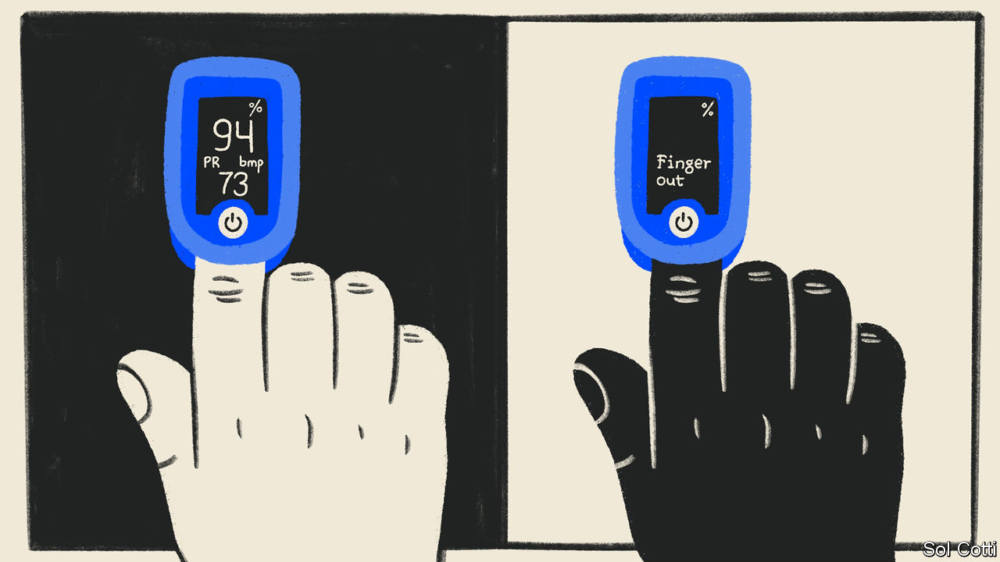 %
94
PR bmp
73
%
Finger
out
Sol Cotti